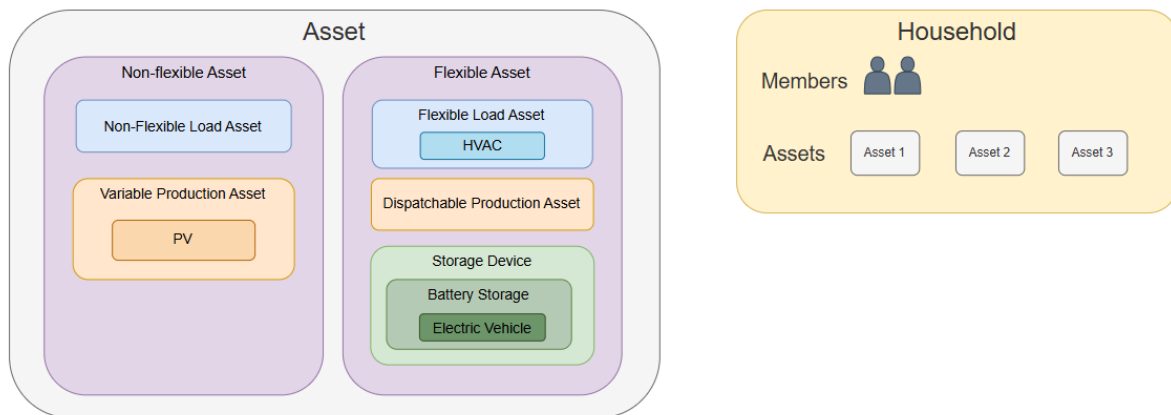 Asset
Non-flexible Asset
Non-Flexible Load Asset
Variable Production Asset
PV
Flexible Asset
Flexible Load Asset
HVAC
Dispatchable Production Asset
Storage Device
Battery Storage
Electric Vehicle
Household
Members
Assets
Asset 1
Asset 2
Asset 3